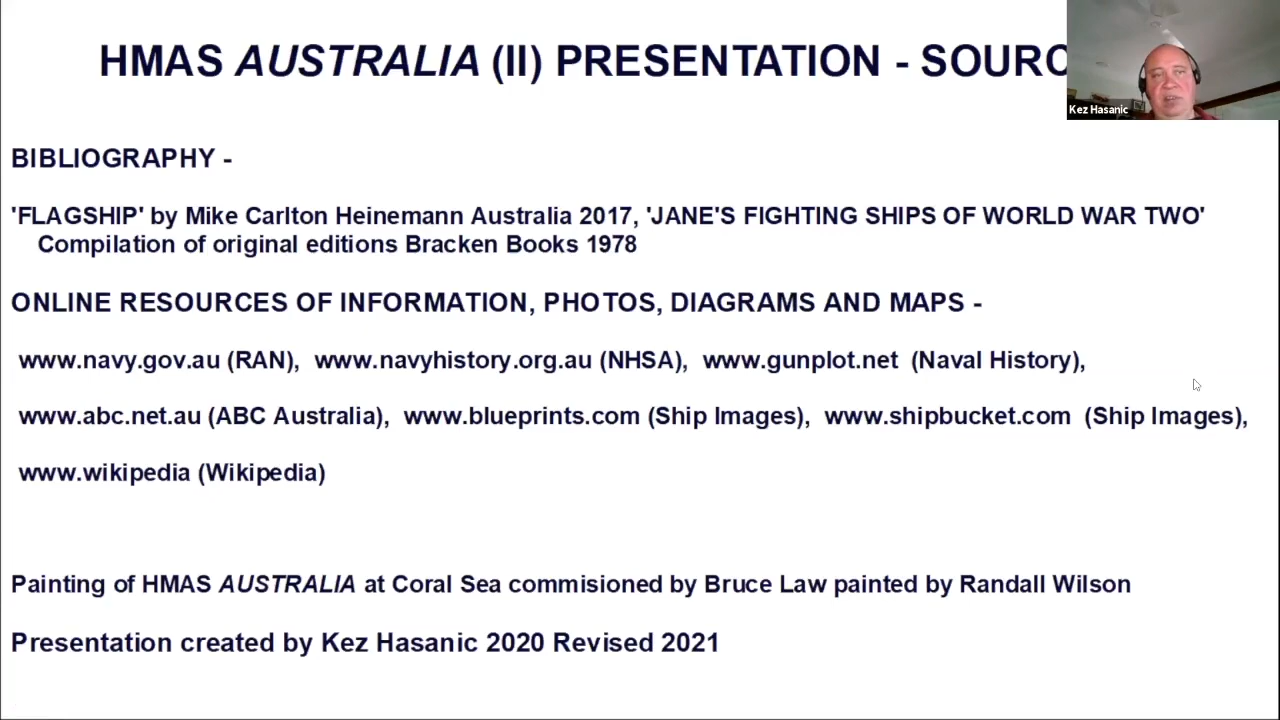 HMAS AUSTRALIA (II) PRESENTATION - SOURC
Kez Hasanic
BIBLIOGRAPHY -
'FLAGSHIP' by Mike Carlton Heinemann Australia 2017, 'JANE'S FIGHTING SHIPS OF WORLD WAR TWO'
Compilation of original editions Bracken Books 1978
ONLINE RESOURCES OF INFORMATION, PHOTOS, DIAGRAMS AND MAPS -
www.navy.gov.au (RAN), www.navyhistory.org.au (NHSA), www.gunplot.net (Naval History),
www.abc.net.au (ABC Australia), www.blueprints.com (Ship Images), www.shipbucket.com (Ship Images),
www.wikipedia (Wikipedia)
Painting of HMAS AUSTRALIA at Coral Sea commisioned by Bruce Law painted by Randall Wilson
Presentation created by Kez Hasanic 2020 Revised 2021